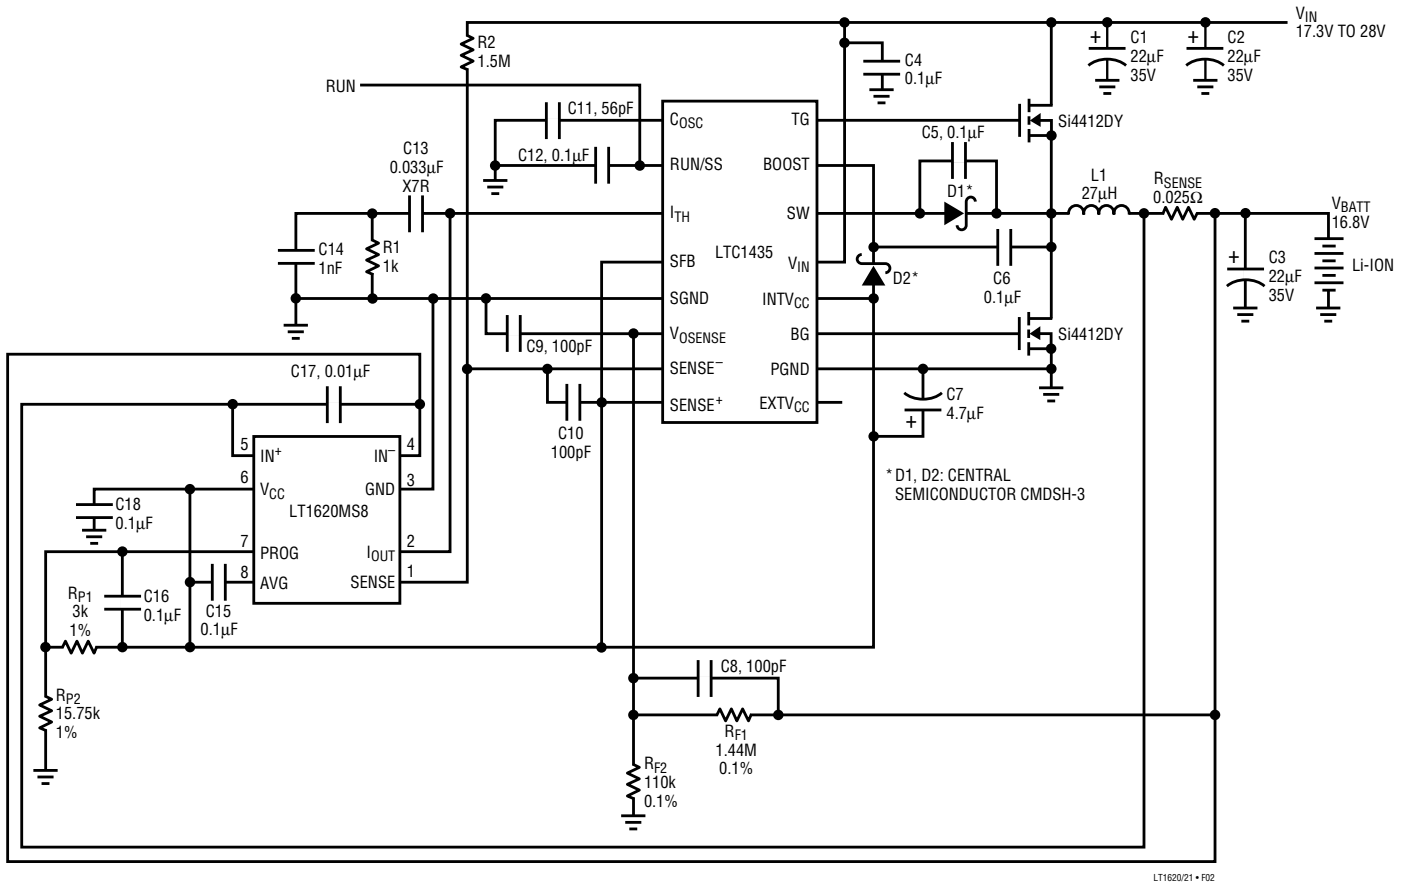 VIN
17.3V TO 28V
R2
1.5M
C1
22µF
35V
C2
22µF
35V
C4
0.1µF
RUN
C11, 56pF
COSC
TG
Si4412DY
C5, 0.1µF
C13
0.033µF
X7R
C12, 0.1µF
RUN/SS
BOOST
D1*
L1
27µH
RSENSE
0.025Ω
VBATT
16.8V
ITH
SW
LTC1435
C14
1nF
R1
1k
SFB
VIN
D2*
C6
0.1µF
C3
22µF
35V
Li-ION
SGND
INTVCC
C9, 100pF
VOSENSE
BG
Si4412DY
C17, 0.01µF
SENSE–
PGND
C10
100pF
SENSE+
EXTVCC
C7
4.7µF
5
IN+
4
IN–
6
VCC
3
GND
LT1620MS8
* D1, D2: CENTRAL
SEMICONDUCTOR CMDSH-3
C18
0.1µF
7
PROG
2
IOUT
8
AVG
1
SENSE
RP1
3k
1%
C16
0.1µF
C15
0.1µF
C8, 100pF
RP2
15.75k
1%
RF1
1.44M
0.1%
RF2
110k
0.1%
LT1620/21 • F02